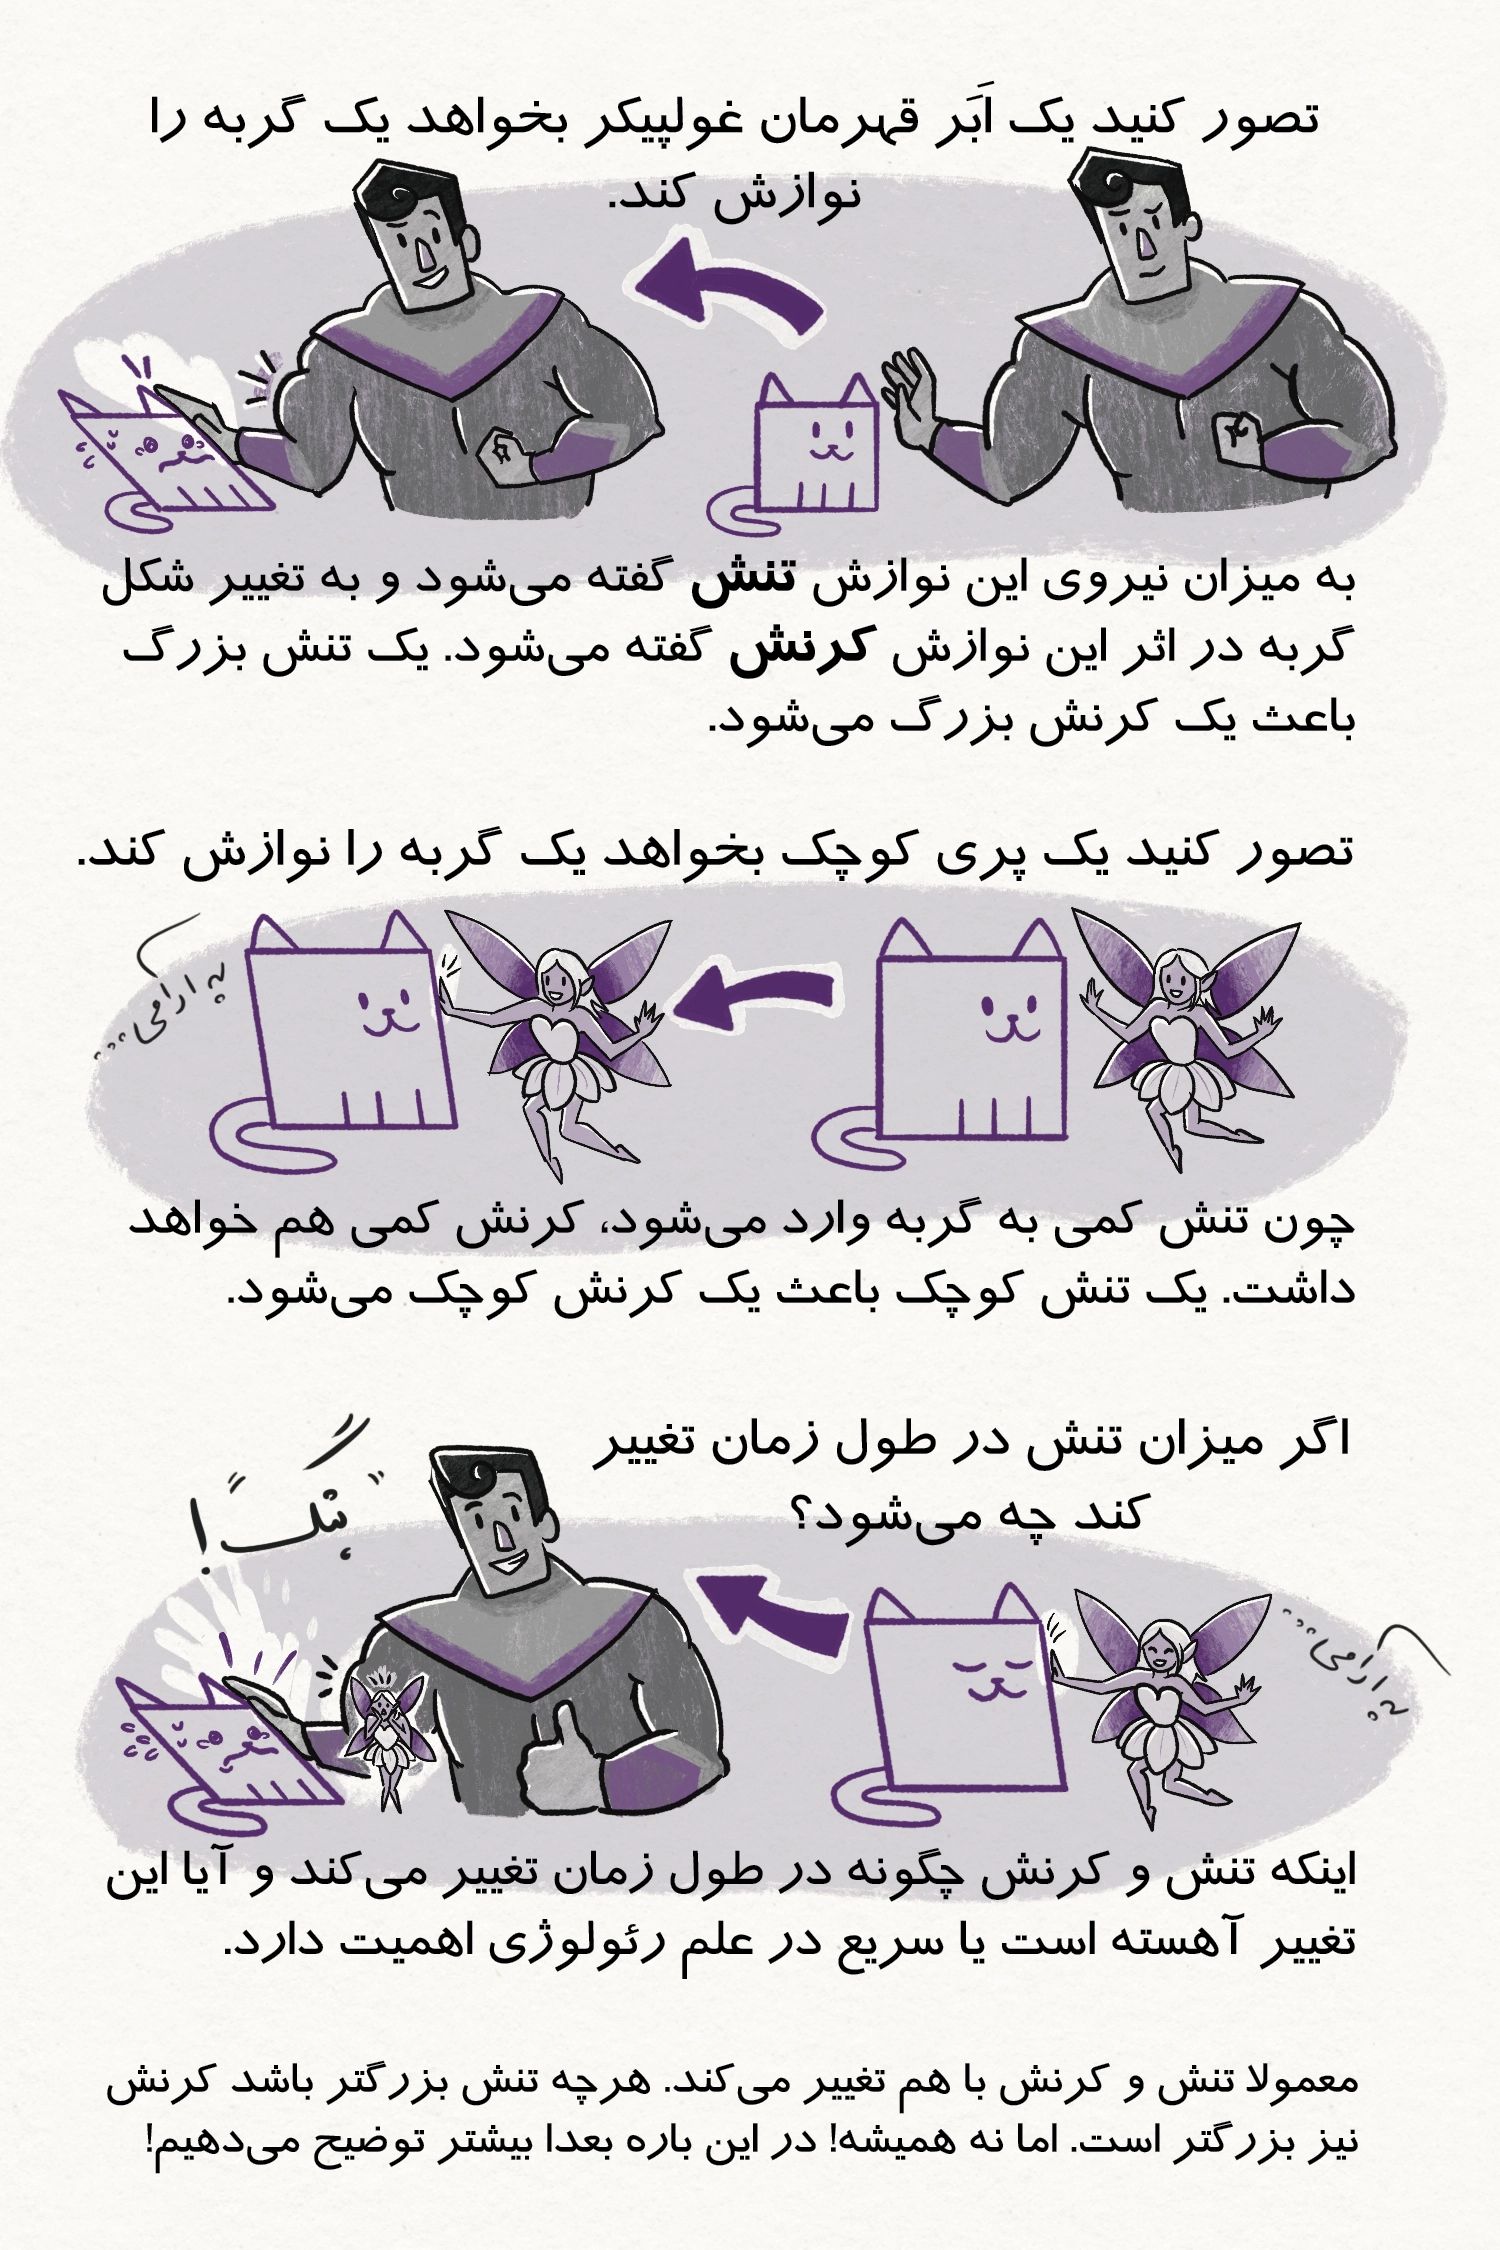 تصور کنید یک اَبَر قهرمان غولپیکر بخواهد یک گربه را
نوازش کند.
به میزان نیروی این نوازش تنش گفته می‌شود و به تغییر شکل
گربه در اثر این نوازش کرنش گفته می‌شود. یک تنش بزرگ
باعث یک کرنش بزرگ می‌شود.
تصور کنید یک پری کوچک بخواهد یک گربه را نوازش کند.
به ارامی...
چون تنش کمی به گربه وارد می‌شود، کرنش کمی هم خواهد
داشت. یک تنش کوچک باعث یک کرنش کوچک می‌شود.
اگر میزان تنش در طول زمان تغییر
کند چه می‌شود؟
به ارامی...
اینکه تنش و کرنش چگونه در طول زمان تغییر می‌کند و آیا این
تغییر آهسته است یا سریع در علم رئولوژی اهمیت دارد.
معمولا تنش و کرنش با هم تغییر می‌کند. هرچه تنش بزرگتر باشد کرنش
نیز بزرگتر است. اما نه همیشه! در این باره بعدا بیشتر توضیح می‌دهیم!